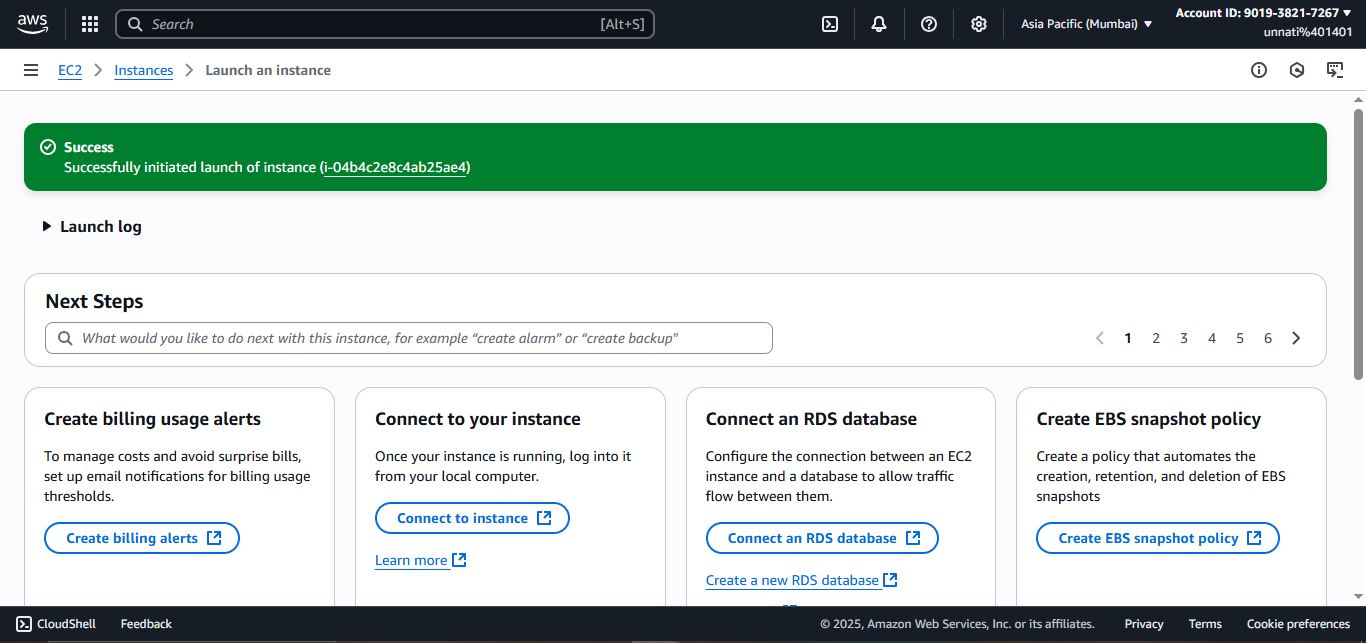 aws
Search [Alt+S]
Asia Pacific (Mumbai)
Account ID: 9019-3821-7267
unnati%401401
EC2 Instances Launch an instance
Success
Successfully initiated launch of instance (i-04b4c2e8c4ab25ae4)
Launch log
Next Steps
What would you like to do next with this instance, for example “create alarm” or “create backup”
1 2 3 4 5 6
Create billing usage alerts
To manage costs and avoid surprise bills,
set up email notifications for billing usage
thresholds.
Create billing alerts
Connect to your instance
Once your instance is running, log into it
from your local computer.
Connect to instance
Learn more
Connect an RDS database
Configure the connection between an EC2
instance and a database to allow traffic
flow between them.
Connect an RDS database
Create a new RDS database
Create EBS snapshot policy
Create a policy that automates the
creation, retention, and deletion of EBS
snapshots
Create EBS snapshot policy
CloudShell Feedback © 2025, Amazon Web Services, Inc. or its affiliates. Privacy Terms Cookie preferences